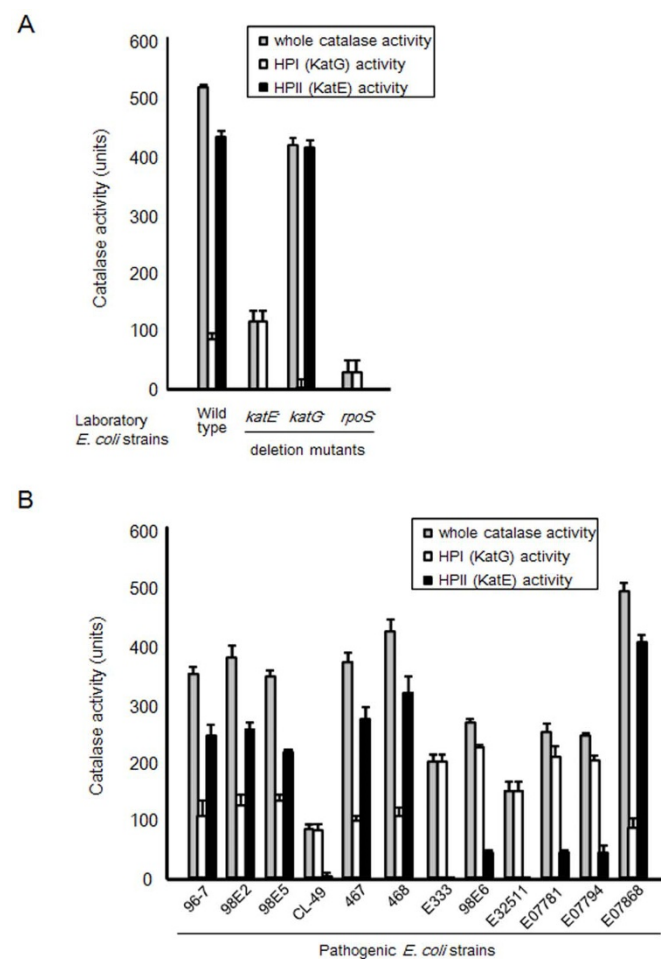 A
600
500
400
300
200
100
0
Catalase activity (units)
whole catalase activity
HPI (KatG) activity
HPII (KatE) activity
Laboratory
E. coli strains
Wild
type
katE-
katG-
rpoS-
deletion mutants
B
600
500
400
300
200
100
0
Catalase activity (units)
whole catalase activity
HPI (KatG) activity
HPII (KatE) activity
96-7
98E2
98E5
CL-49
467
468
E333
98E6
E32511
E07781
E07794
E07868
Pathogenic E. coli strains